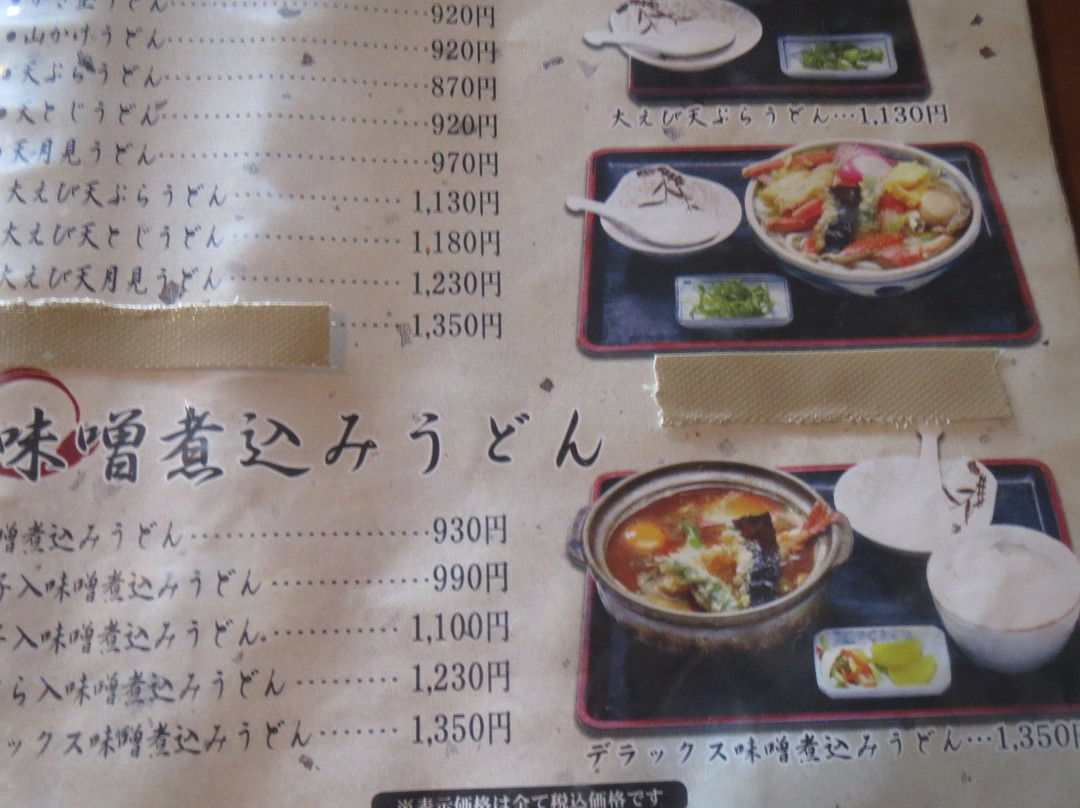 920円
●山かけうどん…………920円
●天ぷらうどん…………870円
●天とじうどん…………920円
天月見うどん…………970円
大えび天ぷらうどん…………1,130円
大えび天とじうどん…………1,180円
大えび天月見うどん…………1,230円
1,350円
味噌煮込みうどん
噌煮込みうどん…………930円
入味噌煮込みうどん…………990円
入味噌煮込みうどん…………1,100円
ら入味噌煮込みうどん………1,230円
ックス味噌煮込みうどん………1,350円
大えび天ぷらうどん…1,130円
デラックス味噌煮込みうどん…1,350円
※表示価格は全て税込価格です